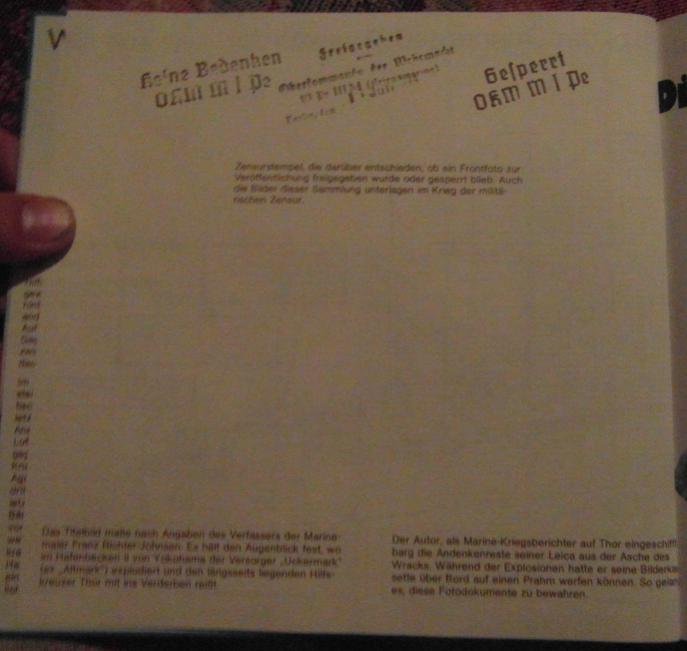 V
Keine Bedenken
OKM M I Pe
Freigegeben
Oberkommando der Wehrmacht
Gesperrt
OKM M I Pe
Zensurstempel, die darüber entschieden, ob ein Frontfoto zur
Veröffentlichung freigegeben wurde oder gesperrt blieb. Auch
die Bilder dieser Sammlung unterlagen im Krieg der militä-
rischen Zensur.
Das Titelbild malte nach Angaben des Verfassers der Marine-
maler Franz Richter-Johnsen. Es hält den Augenblick fest, wo
im Hafenbecken II von Yokohama der Versorger „Uckermark"
(ex „Altmark") explodiert und den längsseits liegenden Hilfs-
kreuzer Thor mit ins Verderben reißt.
Der Autor, als Marine-Kriegsberichter auf Thor eingeschiff
barg die Andenkenreste seiner Leica aus der Asche des
Wracks. Während der Explosionen hatte er seine Bilderkas
sette über Bord auf einen Prahm werfen können. So gelan
es, diese Fotodokumente zu bewahren.